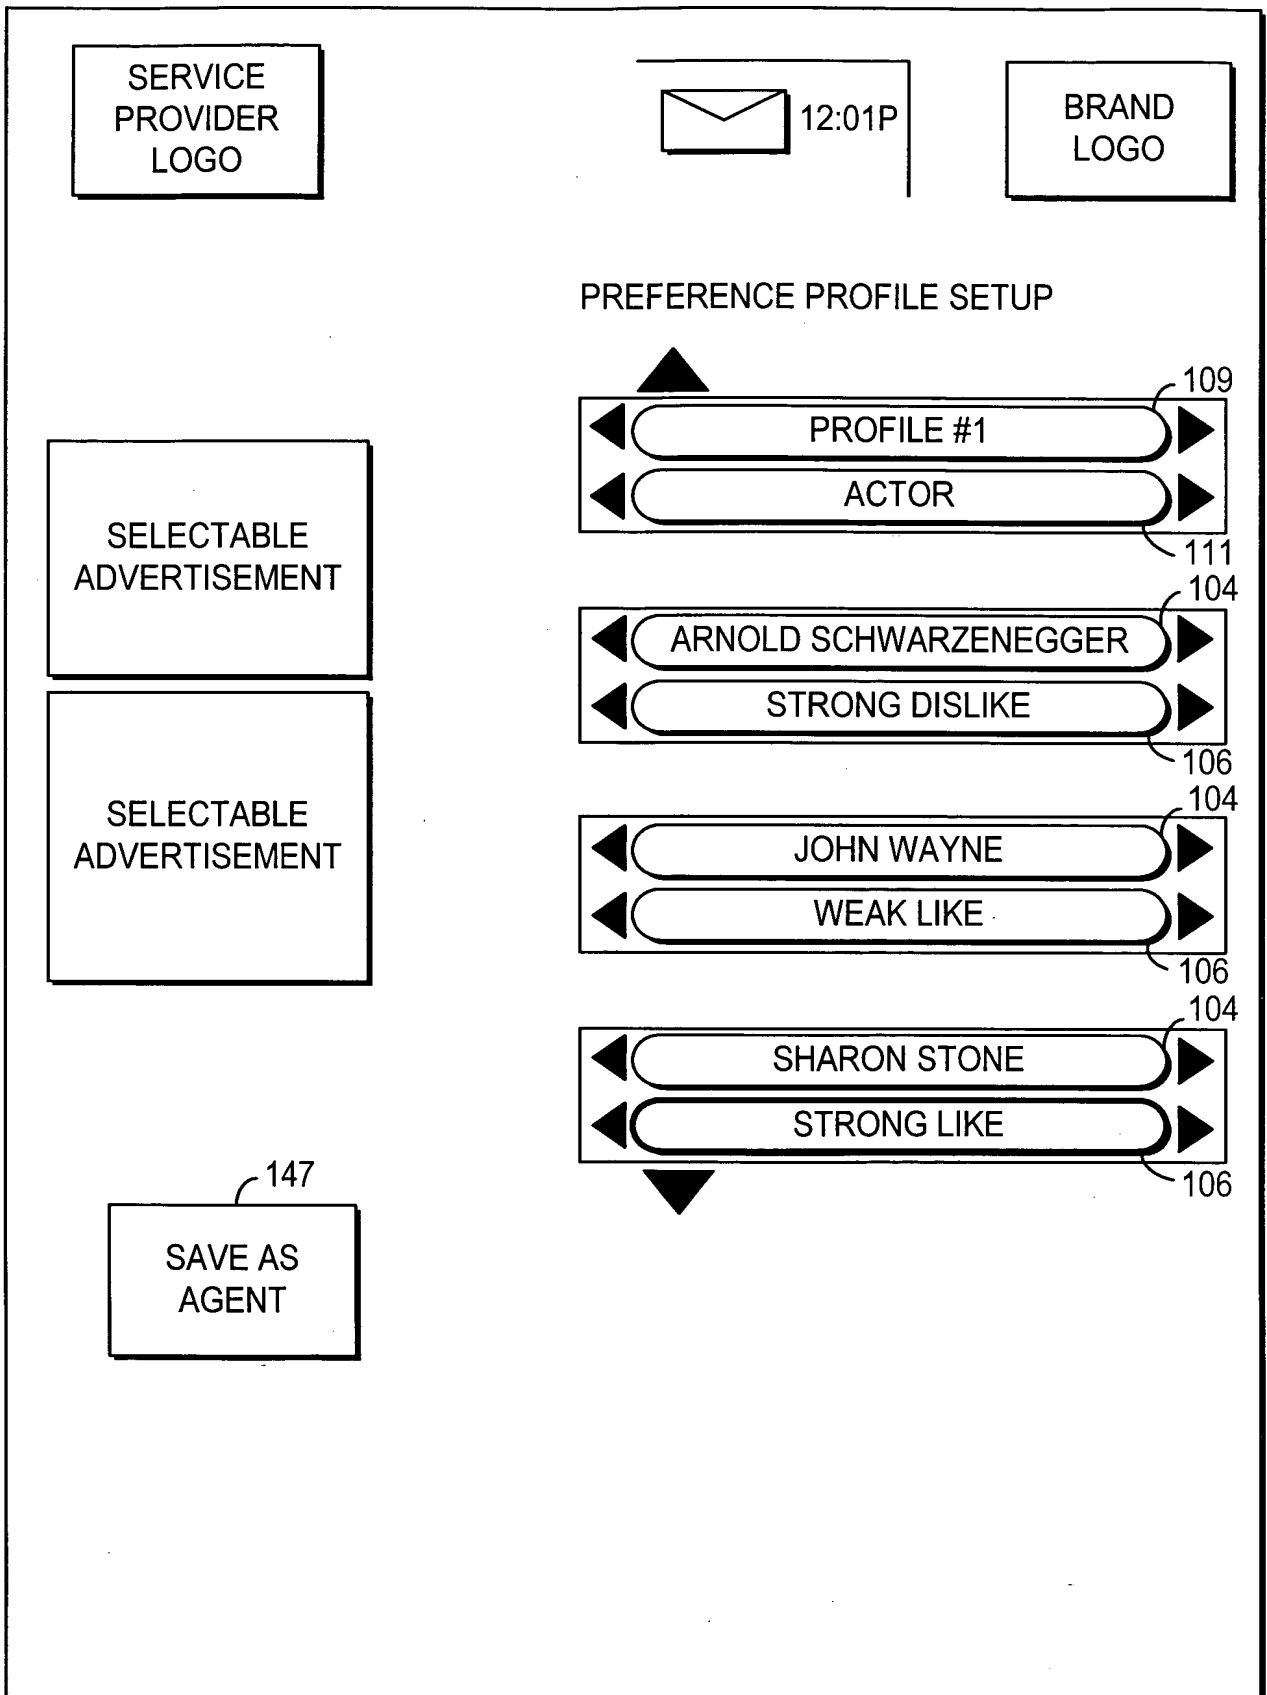 SERVICE
PROVIDER
LOGO
12:01P
BRAND
LOGO
PREFERENCE PROFILE SETUP
109
PROFILE #1
ACTOR
111
SELECTABLE
ADVERTISEMENT
104
ARNOLD SCHWARZENEGGER
STRONG DISLIKE
106
SELECTABLE
ADVERTISEMENT
104
JOHN WAYNE
WEAK LIKE
106
104
SHARON STONE
STRONG LIKE
106
147
SAVE AS
AGENT